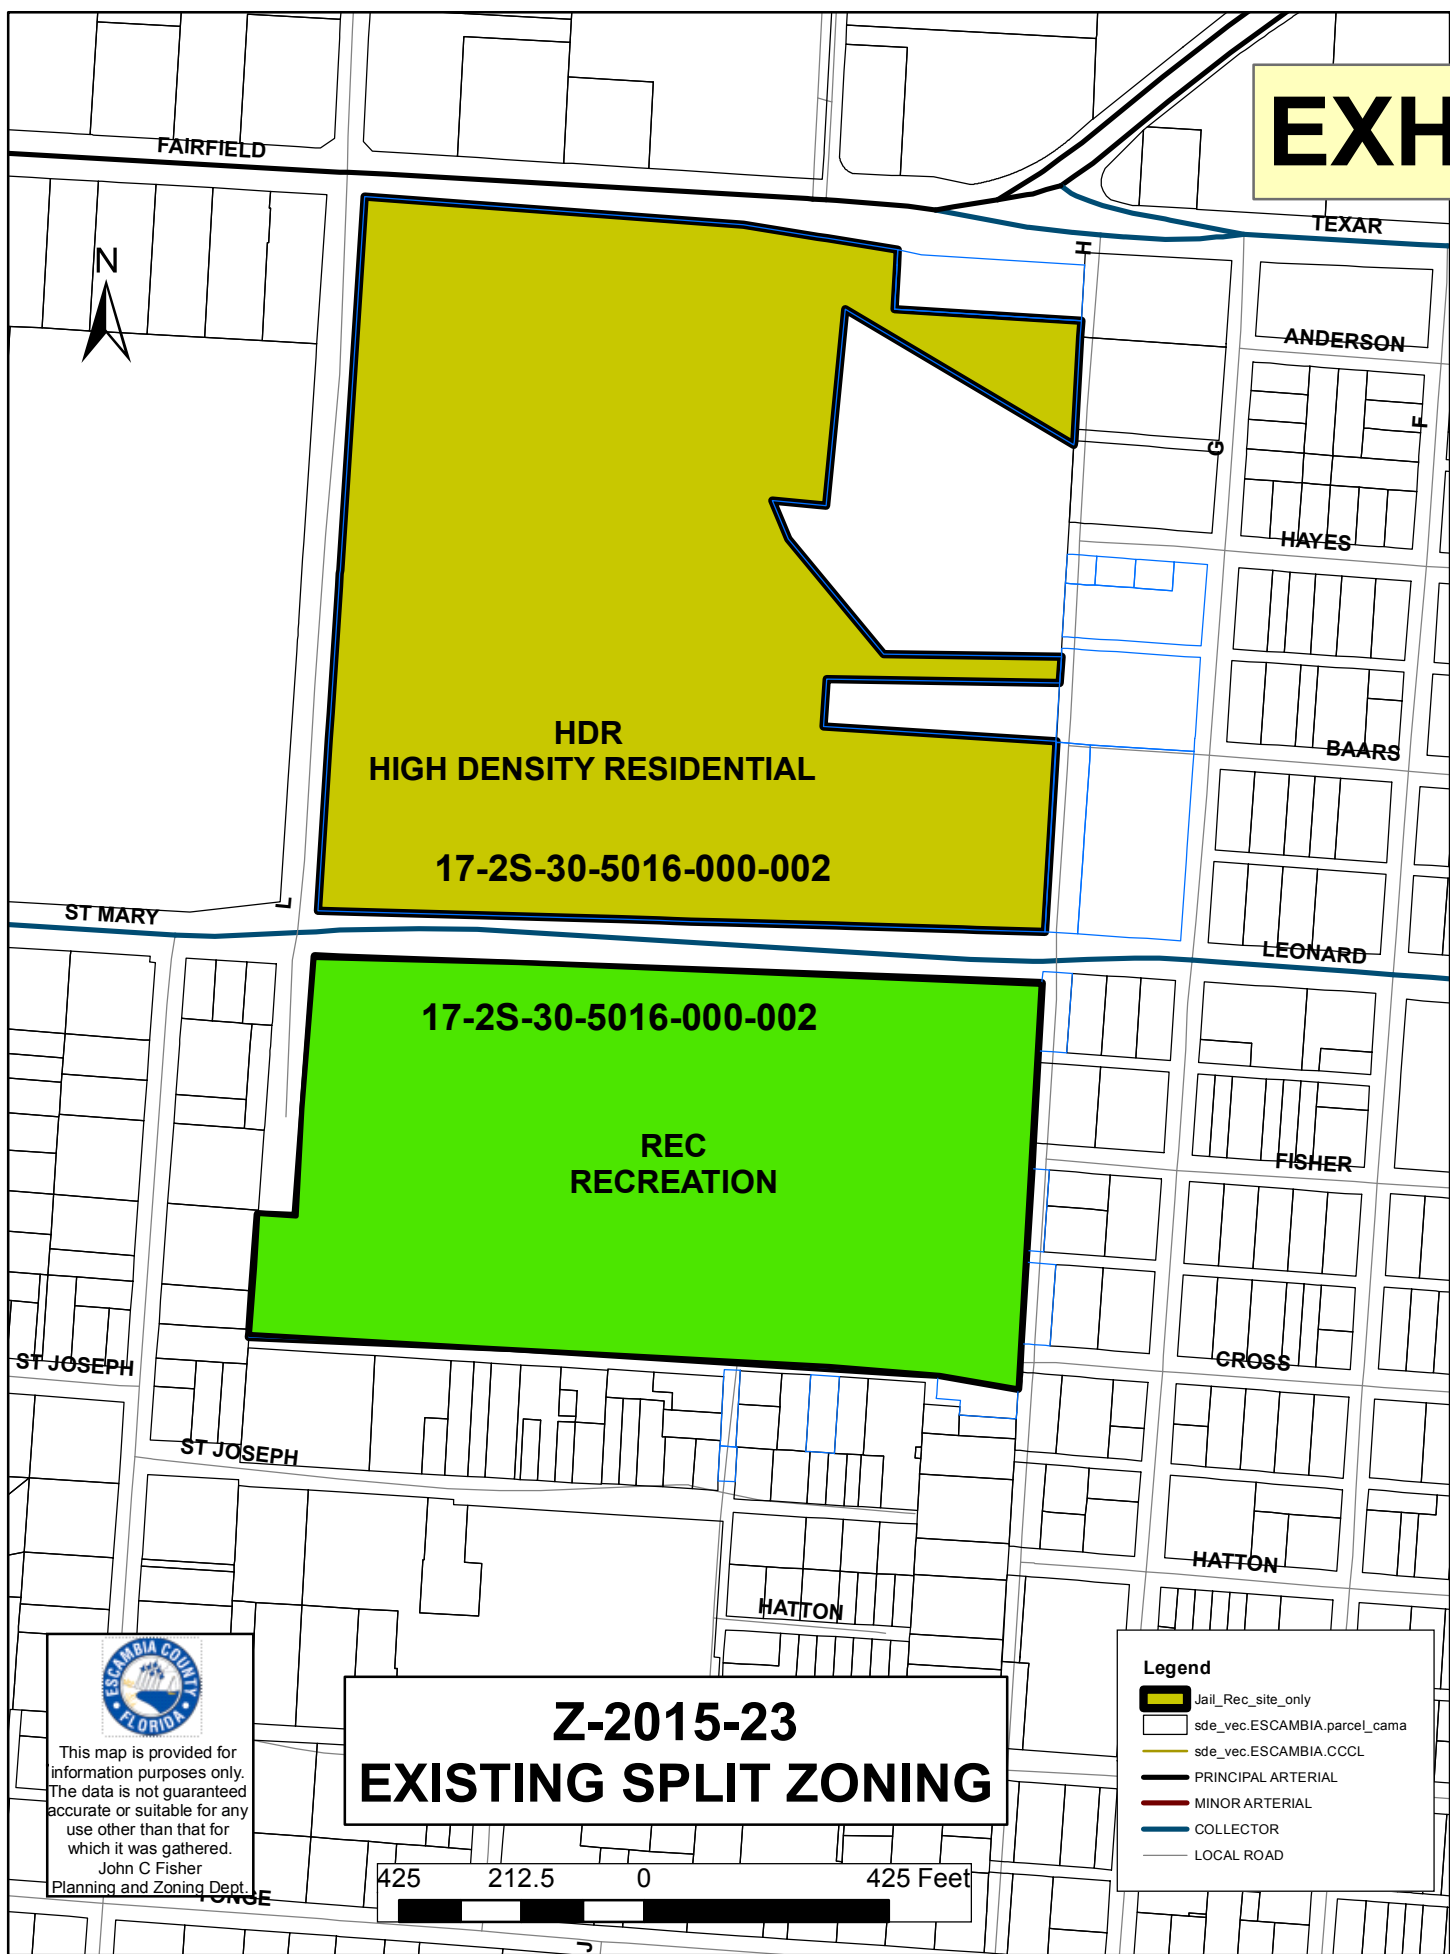 EXH
FAIRFIELD
TEXAR
N
H
ANDERSON
F
G
HAYES
HDR
HIGH DENSITY RESIDENTIAL
BAARS
17-2S-30-5016-000-002
L
ST MARY
LEONARD
17-2S-30-5016-000-002
REC
RECREATION
FISHER
ST JOSEPH
CROSS
ST JOSEPH
HATTON
HATTON
ESCAMBIA COUNTY
FLORIDA
This map is provided for
information purposes only.
The data is not guaranteed
accurate or suitable for any
use other than that for
which it was gathered.
John C Fisher
Planning and Zoning Dept.
Z-2015-23
EXISTING SPLIT ZONING
Legend
Jail_Rec_site_only
sde_vec.ESCAMBIA.parcel_cama
sde_vec.ESCAMBIA.CCCL
PRINCIPAL ARTERIAL
MINOR ARTERIAL
COLLECTOR
LOCAL ROAD
425 212.5 0 425 Feet
YONGE
J